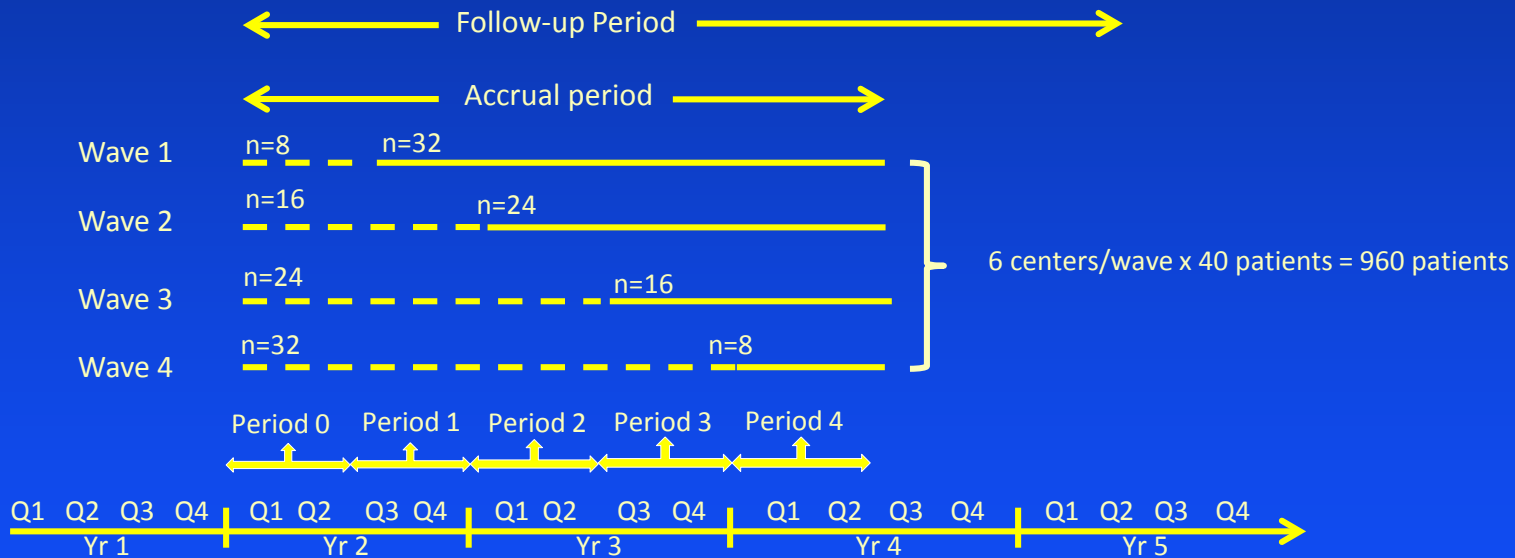 Follow-up Period
Accrual period
Wave 1 n=8 n=32
Wave 2 n=16 n=24
Wave 3 n=24 n=16
Wave 4 n=32 n=8
6 centers/wave x 40 patients = 960 patients
Period 0 Period 1 Period 2 Period 3 Period 4
Q1 Q2 Q3 Q4 Q1 Q2 Q3 Q4 Q1 Q2 Q3 Q4 Q1 Q2 Q3 Q4 Q1 Q2 Q3 Q4
Yr 1 Yr 2 Yr 3 Yr 4 Yr 5